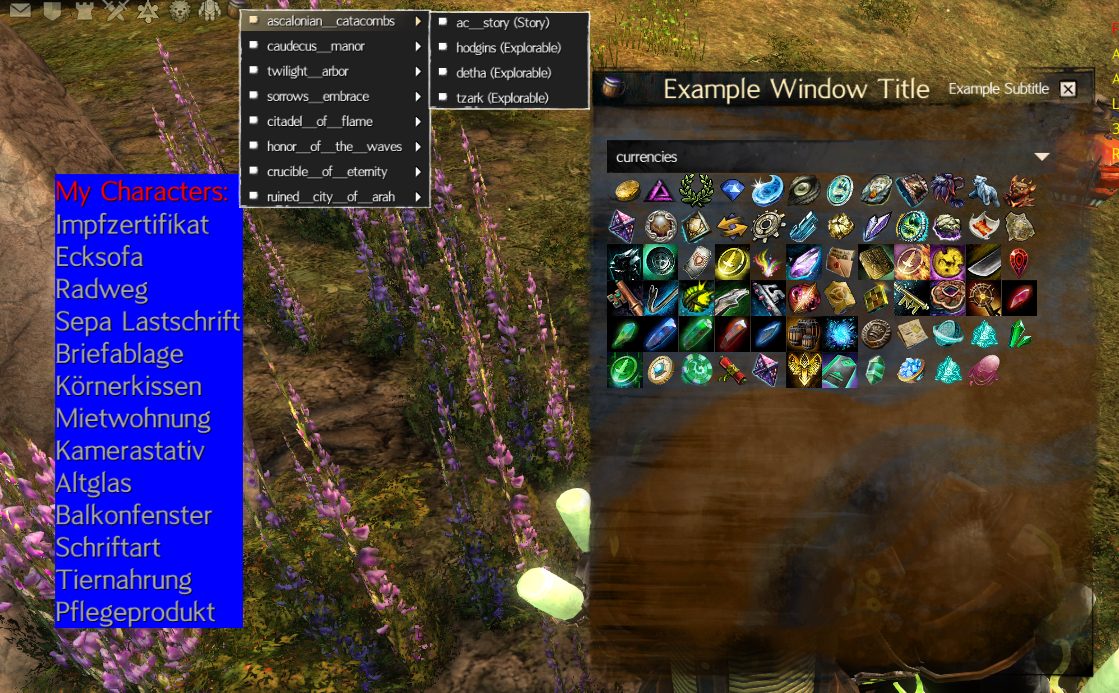 ascalonian__catacombs
caudecus__manor
twilight__arbor
sorrows__embrace
citadel__of__flame
honor__of__the__waves
crucible__of__eternity
ruined__city__of__arah
ac__story (Story)
hodgins (Explorable)
detha (Explorable)
tzark (Explorable)
Example Window Title
Example Subtitle
currencies
My Characters:
Impfzertifikat
Ecksofa
Radweg
Sepa Lastschrift
Briefablage
Körnerkissen
Mietwohnung
Kamerastativ
Altglas
Balkonfenster
Schriftart
Tiernahrung
Pflegeprodukt